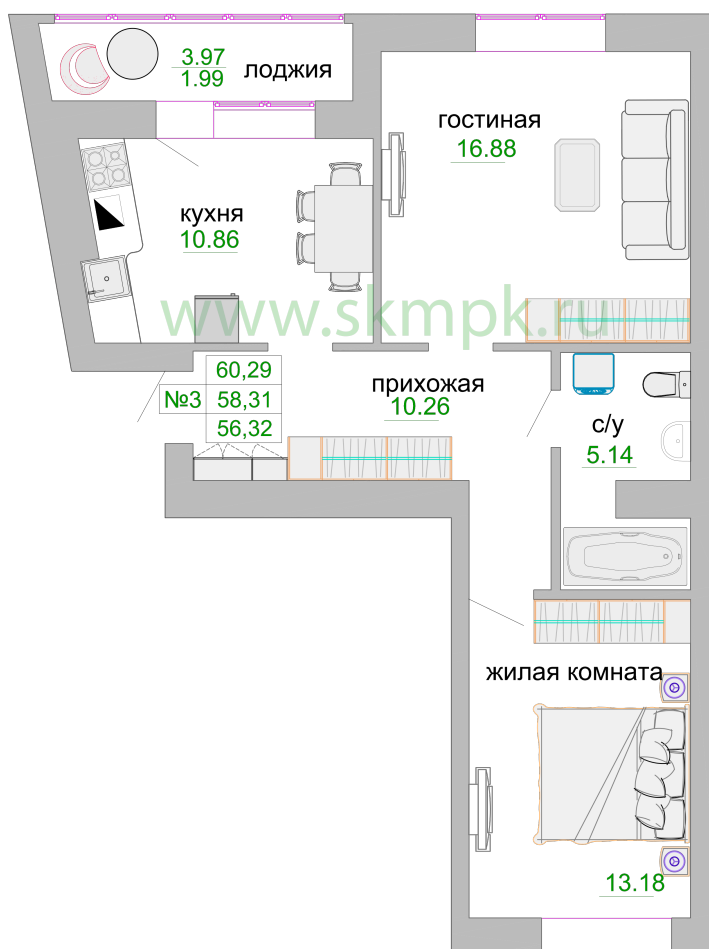 3.97
1.99
лоджия
гостиная
16.88
кухня
10.86
www.skmpk.ru
60,29
№3 58,31
56,32
прихожая
10.26
с/у
5.14
жилая комната
13.18